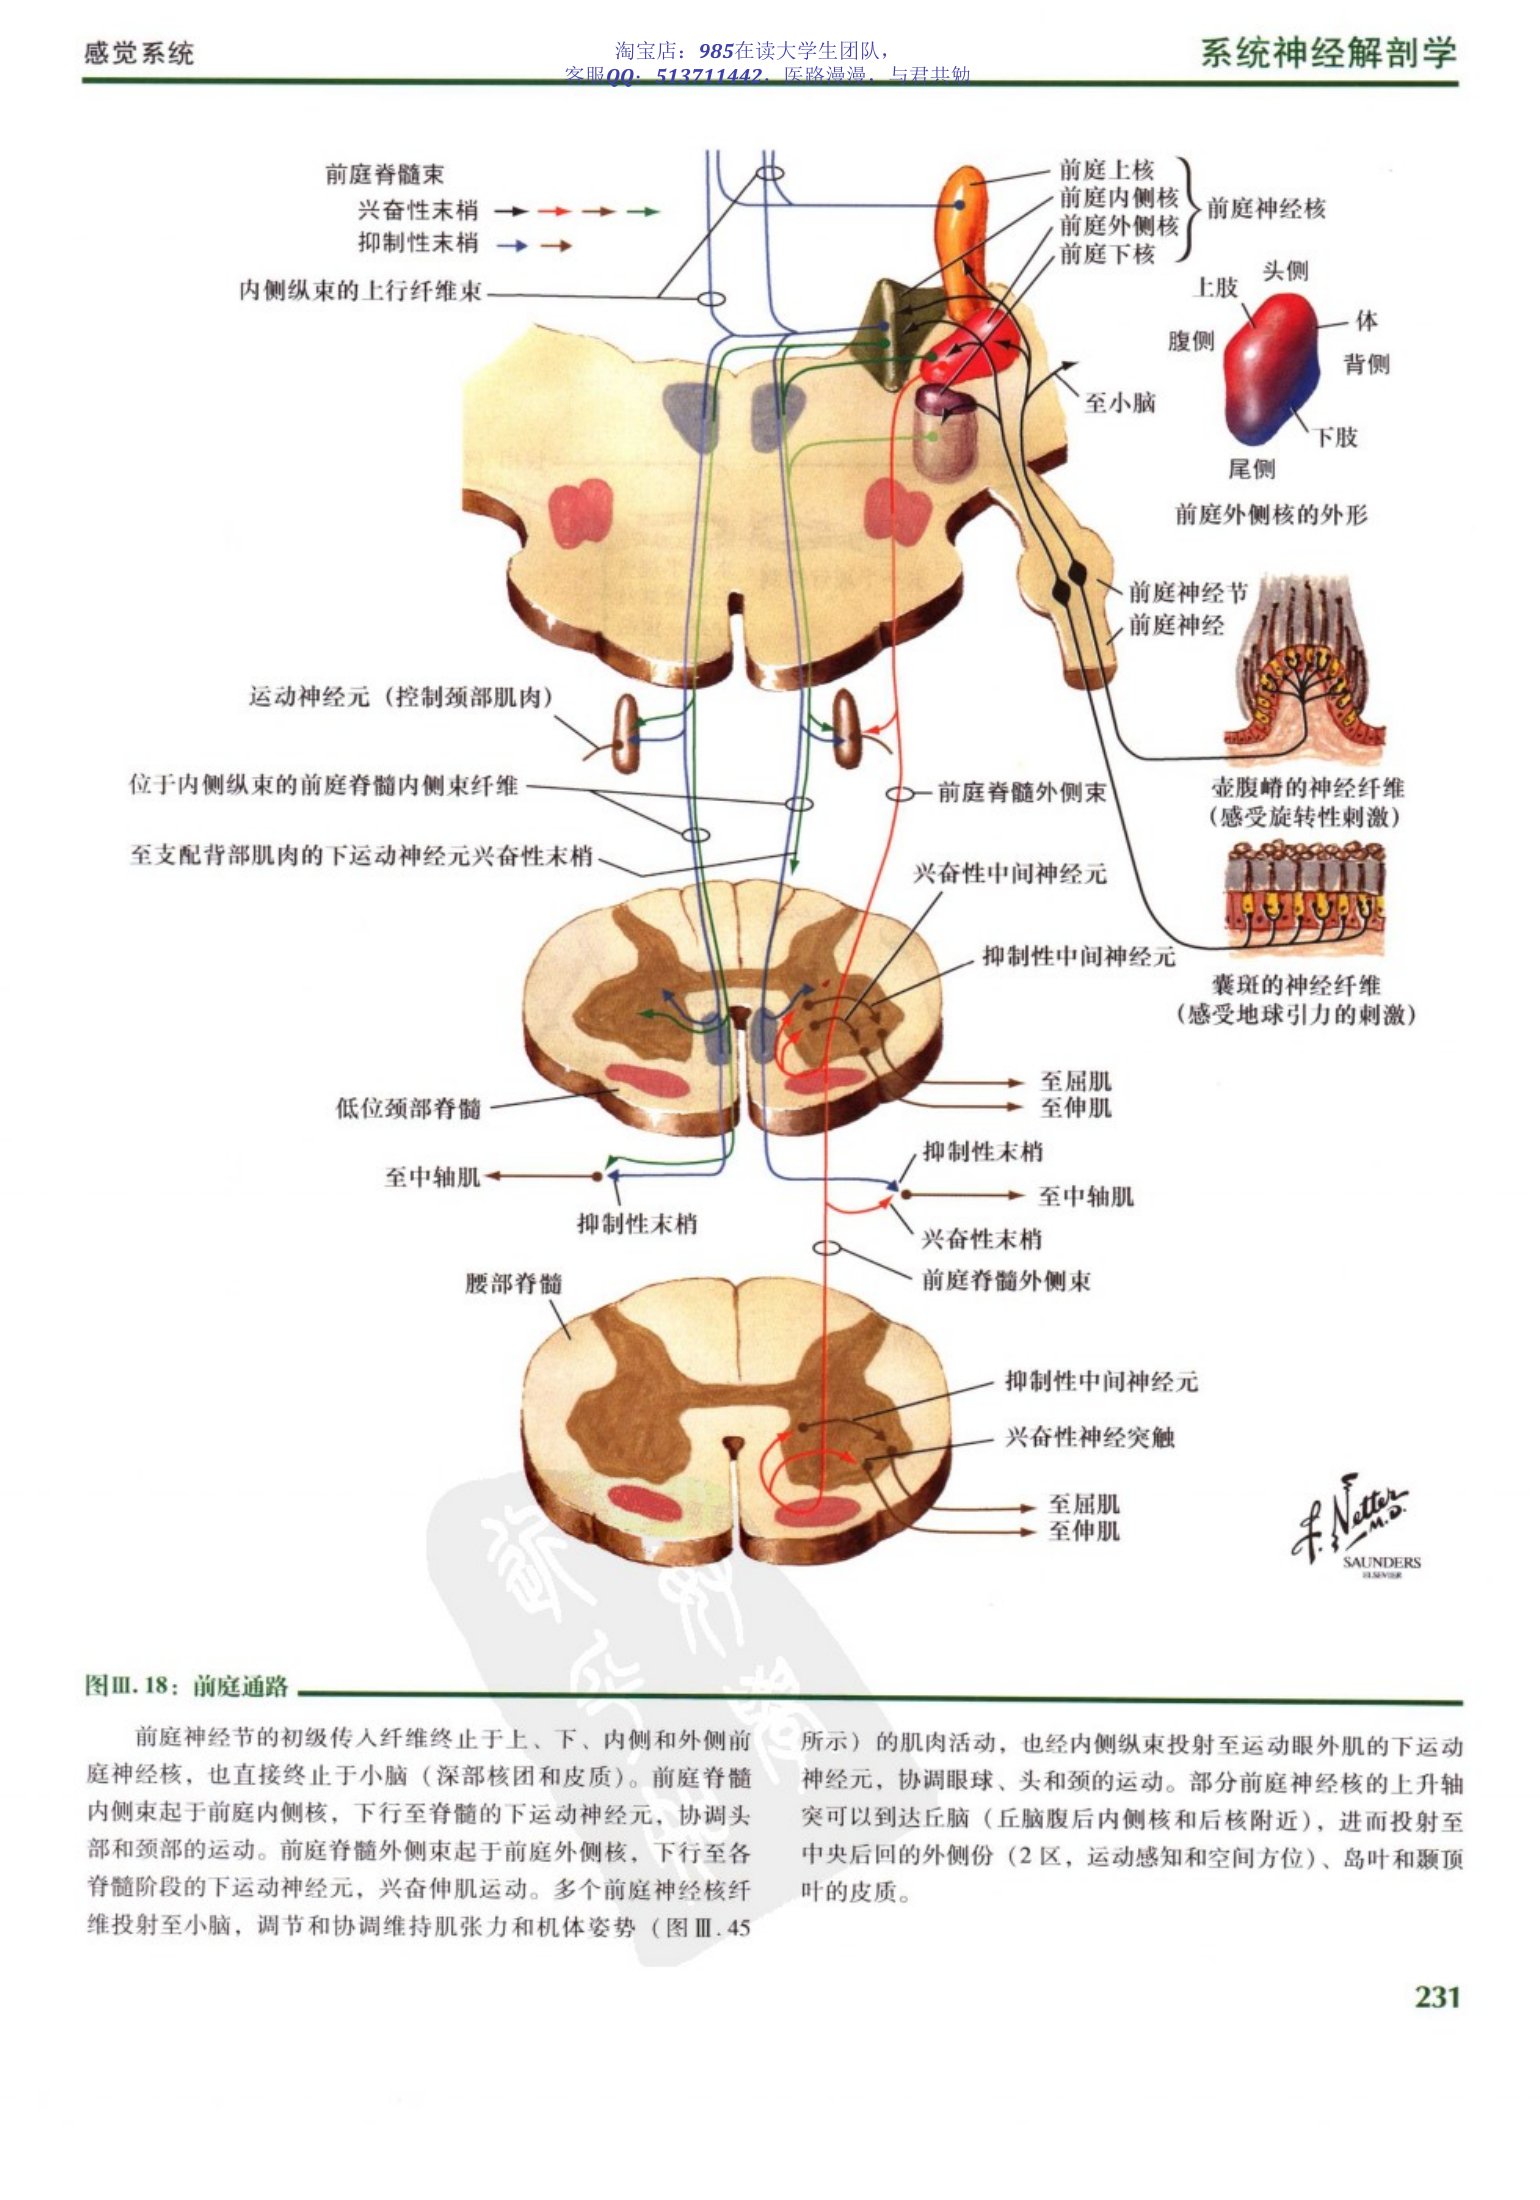 感觉系统
淘宝店：985在读大学生团队，
客服QQ：513711442，医路漫漫，与君共勉
系统神经解剖学
前庭脊髓束
兴奋性末梢
抑制性末梢
内侧纵束的上行纤维束
前庭上核
前庭内侧核
前庭外侧核
前庭下核
前庭神经核
头侧
上肢
体
腹侧
背侧
至小脑
下肢
尾侧
前庭外侧核的外形
前庭神经节
前庭神经
运动神经元（控制颈部肌肉）
位于内侧纵束的前庭脊髓内侧束纤维
前庭脊髓外侧束
壶腹嵴的神经纤维
（感受旋转性刺激）
至支配背部肌肉的下运动神经元兴奋性末梢
兴奋性中间神经元
抑制性中间神经元
囊斑的神经纤维
（感受地球引力的刺激）
至屈肌
至伸肌
低位颈部脊髓
抑制性末梢
至中轴肌
至中轴肌
抑制性末梢
兴奋性末梢
前庭脊髓外侧束
腰部脊髓
抑制性中间神经元
兴奋性神经突触
至屈肌
至伸肌
F. Netter
M.D.
SAUNDERS
ELSEVIER
图Ⅲ.18：前庭通路
前庭神经节的初级传入纤维终止于上、下、内侧和外侧前
庭神经核，也直接终止于小脑（深部核团和皮质）。前庭脊髓
内侧束起于前庭内侧核，下行至脊髓的下运动神经元，协调头
部和颈部的运动。前庭脊髓外侧束起于前庭外侧核，下行至各
脊髓阶段的下运动神经元，兴奋伸肌运动。多个前庭神经核纤
维投射至小脑，调节和协调维持肌张力和机体姿势（图Ⅲ.45
所示）的肌肉活动，也经内侧纵束投射至运动眼外肌的下运动
神经元，协调眼球、头和颈的运动。部分前庭神经核的上升轴
突可以到达丘脑（丘脑腹后内侧核和后核附近），进而投射至
中央后回的外侧份（2区，运动感知和空间方位）、岛叶和颞顶
叶的皮质。
231